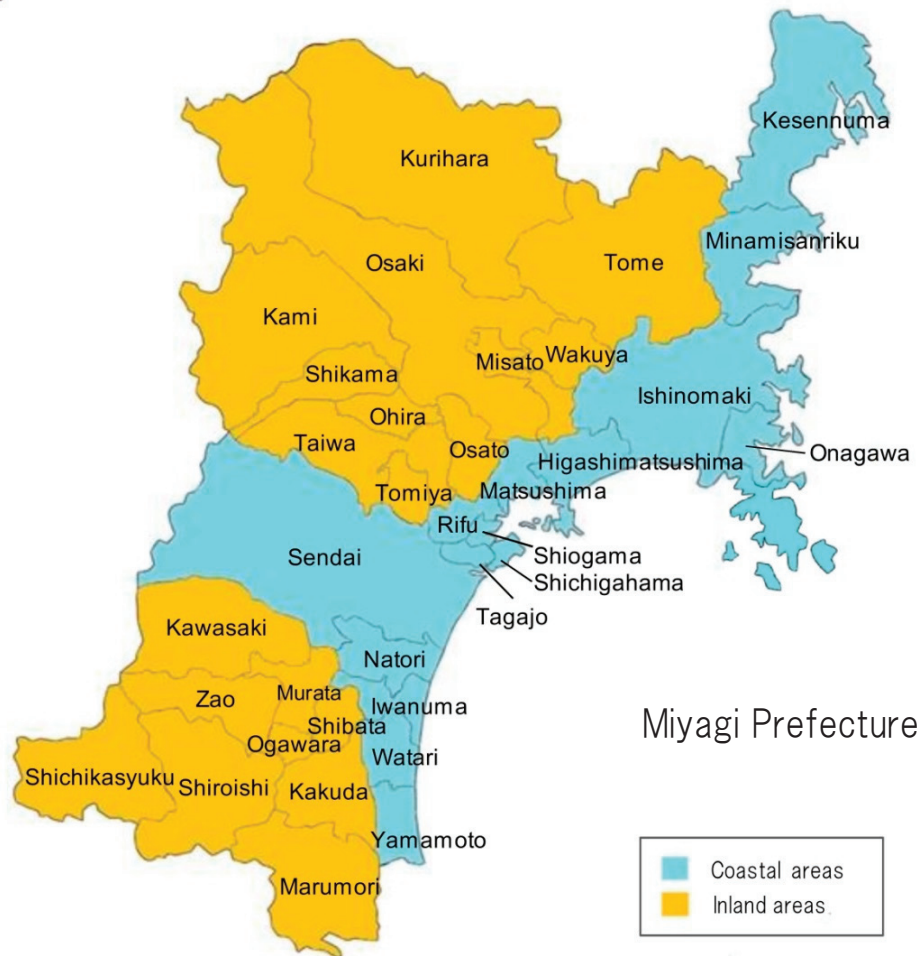 Kesennuma
Kurihara
Minamisanriku
Osaki
Tome
Kami
Misato
Wakuya
Shikama
Ishinomaki
Ohira
Taiwa
Osato
Onagawa
Higashimatsushima
Tomiya
Matsushima
Rifu
Sendai
Shiogama
Shichigahama
Tagajo
Kawasaki
Natori
Zao
Murata
Iwanuma
Shibata
Miyagi Prefecture
Ogawara
Watari
Shichikasyuku
Shiroishi
Kakuda
Yamamoto
Marumori
Coastal areas
Inland areas